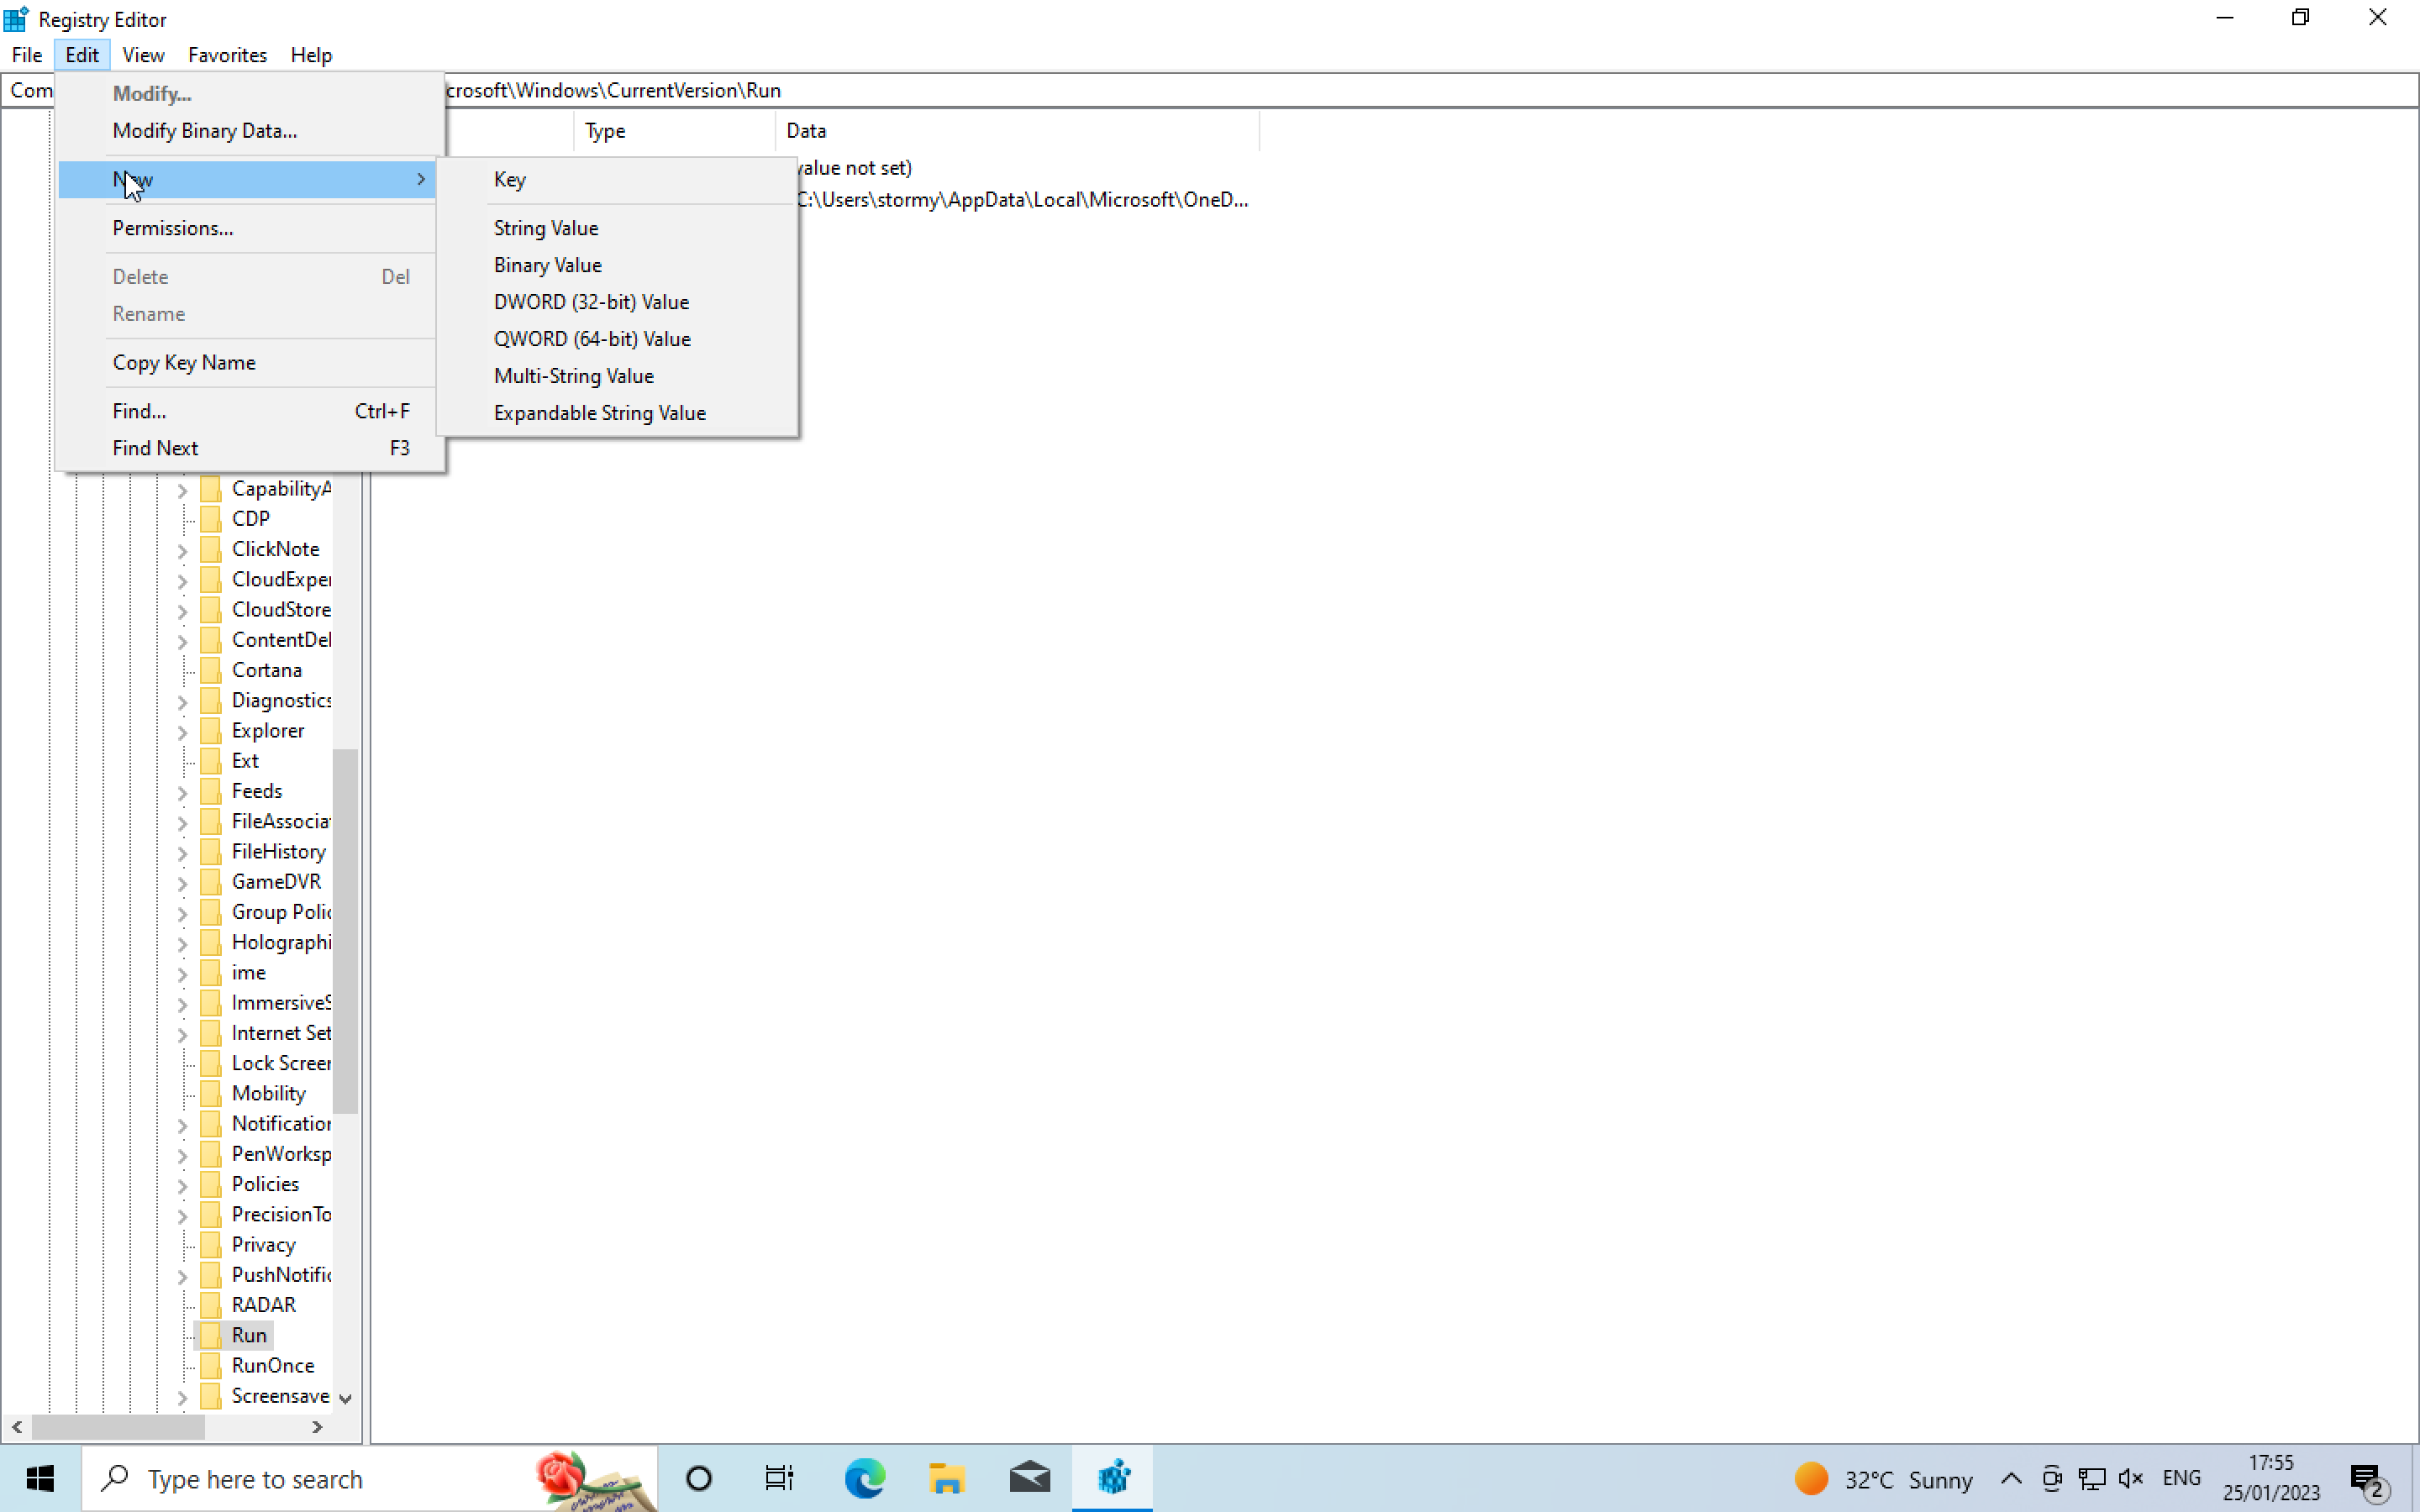 Registry Editor
File Edit View Favorites Help
Com
crosoft\Windows\CurrentVersion\Run
Modify...
Modify Binary Data...
New
Permissions...
Delete Del
Rename
Copy Key Name
Find... Ctrl+F
Find Next F3
Key
String Value
Binary Value
DWORD (32-bit) Value
QWORD (64-bit) Value
Multi-String Value
Expandable String Value
Type Data
value not set)
C:\Users\stormy\AppData\Local\Microsoft\OneD...
CapabilityA
CDP
ClickNote
CloudExper
CloudStore
ContentDel
Cortana
Diagnostics
Explorer
Ext
Feeds
FileAssociat
FileHistory
GameDVR
Group Polic
Holographi
ime
ImmersiveS
Internet Set
Lock Screen
Mobility
Notification
PenWorksp
Policies
PrecisionTo
Privacy
PushNotific
RADAR
Run
RunOnce
Screensave
Type here to search
32°C Sunny
ENG
17:55
25/01/2023
2